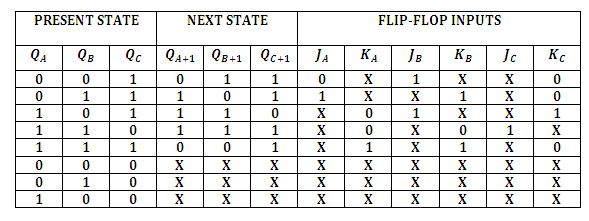 PRESENT STATE NEXT STATE FLIP-FLOP INPUTS
Q_A Q_B Q_C Q_{A+1} Q_{B+1} Q_{C+1} J_A K_A J_B K_B J_C K_C
0 0 1 0 1 1 0 X 1 X X 0
0 1 1 1 0 1 1 X X 1 X 0
1 0 1 1 1 0 X 0 1 X X 1
1 1 0 1 1 1 X 0 X 0 1 X
1 1 1 0 0 1 X 1 X 1 X 0
0 0 0 X X X X X X X X X
0 1 0 X X X X X X X X X
1 0 0 X X X X X X X X X